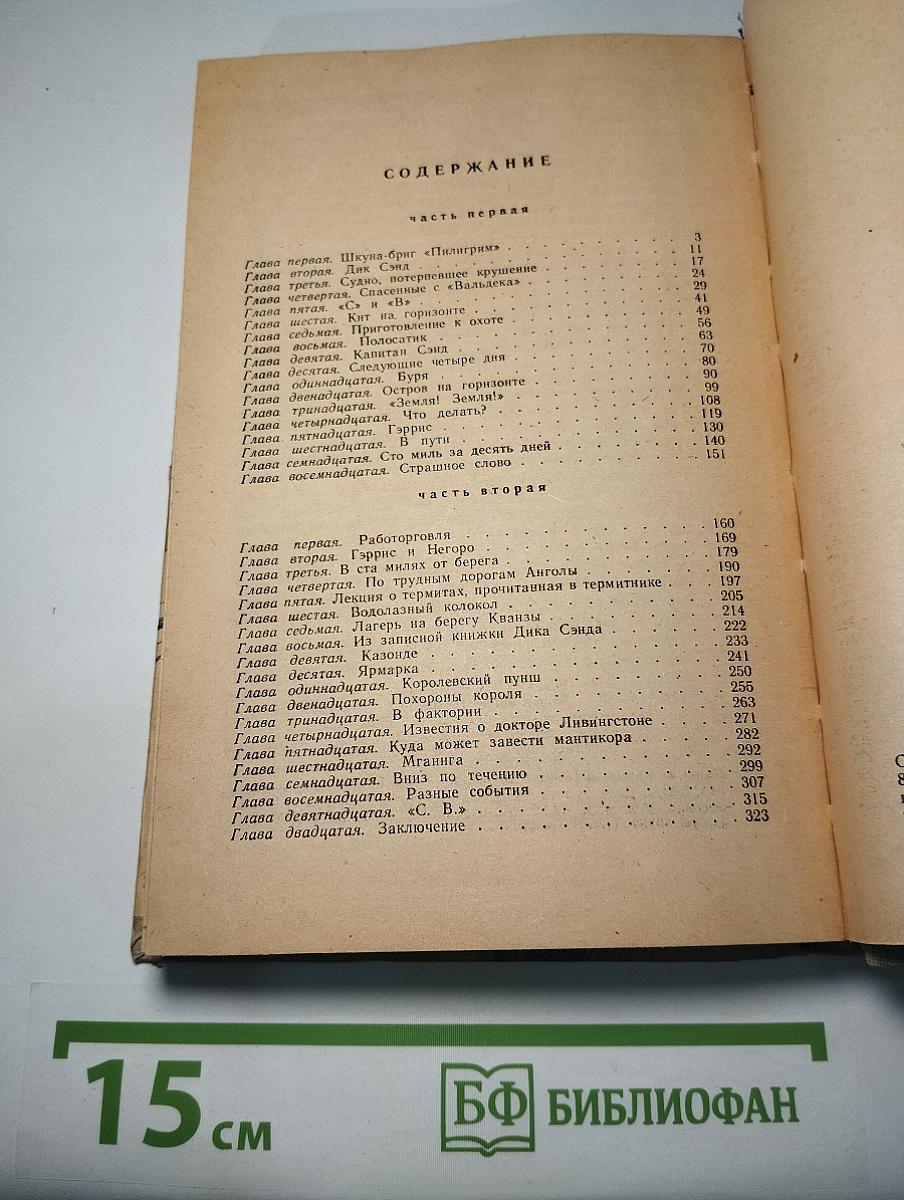 СОДЕРЖАНИЕ
часть первая
Глава первая. Шкуна-бриг «Пилигрим» . . . 3
Глава вторая. Дик Сэнд . . . 11
Глава третья. Судно, потерпевшее крушение . . . 17
Глава четвертая. Спасенные с «Вальдека» . . . 24
Глава пятая. «С» и «В» . . . 29
Глава шестая. Кит на горизонте . . . 41
Глава седьмая. Приготовление к охоте . . . 49
Глава восьмая. Полосатик . . . 56
Глава девятая. Капитан Сэнд . . . 63
Глава десятая. Следующие четыре дня . . . 70
Глава одиннадцатая. Буря . . . 80
Глава двенадцатая. Остров на горизонте . . . 90
Глава тринадцатая. «Земля! Земля!» . . . 99
Глава четырнадцатая. Что делать? . . . 108
Глава пятнадцатая. Гэррис . . . 119
Глава шестнадцатая. В пути . . . 130
Глава семнадцатая. Сто миль за десять дней . . . 140
Глава восемнадцатая. Страшное слово . . . 151
часть вторая
Глава первая. Работорговля . . . 160
Глава вторая. Гэррис и Негоро . . . 169
Глава третья. В ста милях от берега . . . 179
Глава четвертая. По трудным дорогам Анголы . . . 190
Глава пятая. Лекция о термитах, прочитанная в термитнике . . . 197
Глава шестая. Водолазный колокол . . . 205
Глава седьмая. Лагерь на берегу Кванзы . . . 214
Глава восьмая. Из записной книжки Дика Сэнда . . . 222
Глава девятая. Казонде . . . 233
Глава десятая. Ярмарка . . . 241
Глава одиннадцатая. Королевский пунш . . . 250
Глава двенадцатая. Похороны короля . . . 255
Глава тринадцатая. В фактории . . . 263
Глава четырнадцатая. Известия о докторе Ливингстоне . . . 271
Глава пятнадцатая. Куда может завести мантикора . . . 282
Глава шестнадцатая. Мганнга . . . 292
Глава семнадцатая. Вниз по течению . . . 299
Глава восемнадцатая. Разные события . . . 307
Глава девятнадцатая. «С. В.» . . . 315
Глава двадцатая. Заключение . . . 323
15 см
БФ БИБЛИОФАН